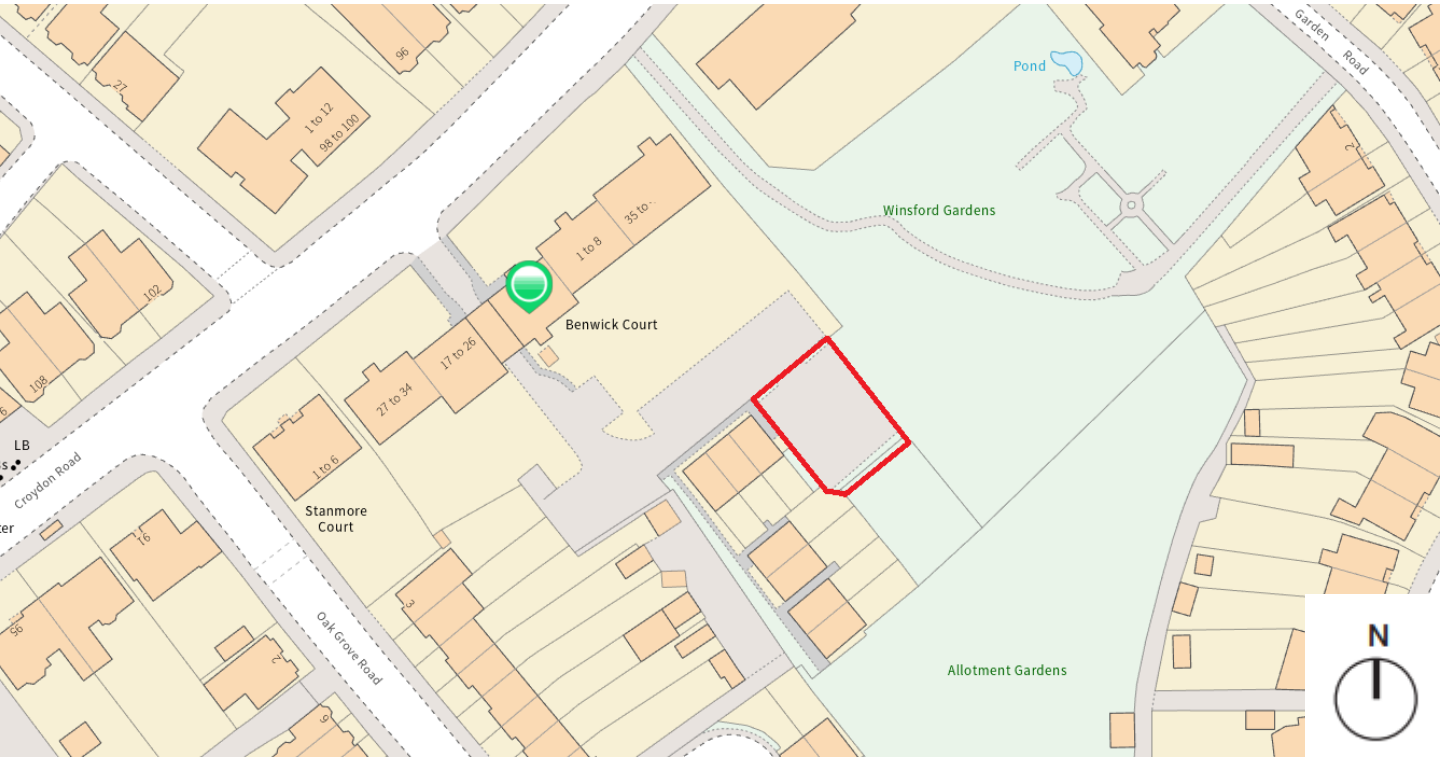 Garden
Road
96
27
1 to 12
98 to 100
Pond
2
Winsford Gardens
35 to
1 to 8
102
Benwick Court
17 to 26
108
27 to 34
LB
Croydon Road
1 to 6
Stanmore
Court
91
3
95
Oak Grove Road
2
9
Allotment Gardens
N